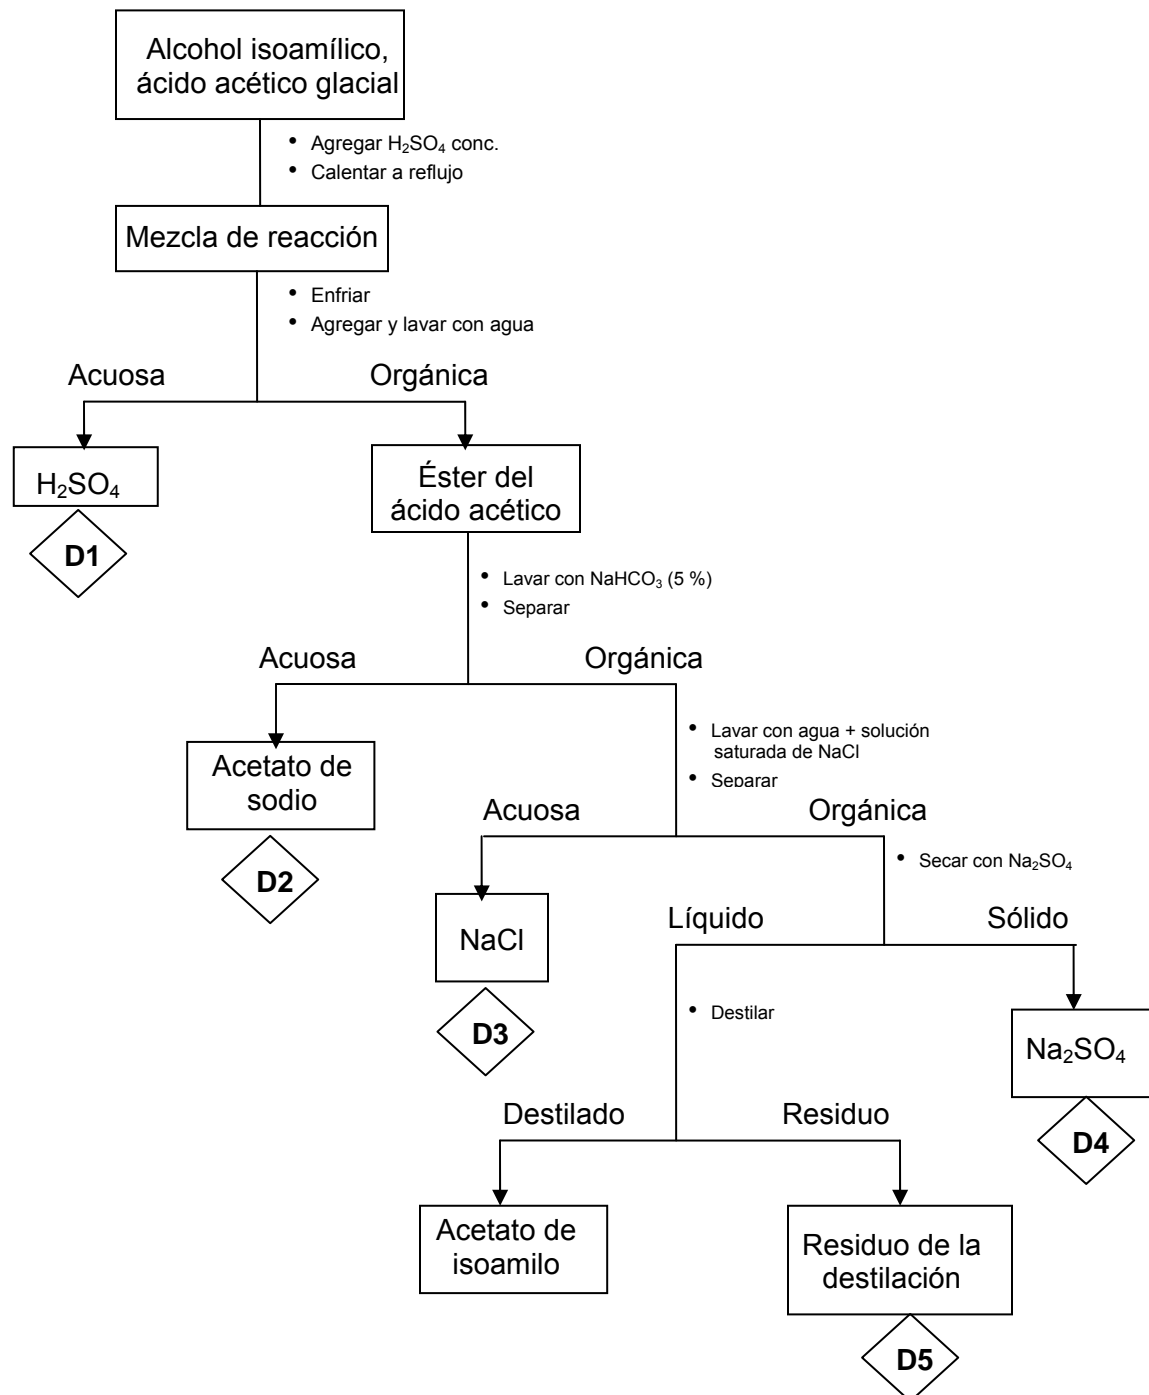 Alcohol isoamílico,
ácido acético glacial
• Agregar H₂SO₄ conc.
• Calentar a reflujo
Mezcla de reacción
• Enfriar
• Agregar y lavar con agua
Acuosa
Orgánica
H₂SO₄
D1
Éster del
ácido acético
• Lavar con NaHCO₃ (5 %)
• Separar
Acuosa
Orgánica
Acetato de
sodio
D2
• Lavar con agua + solución
saturada de NaCl
• Separar
Acuosa
Orgánica
NaCl
D3
• Secar con Na₂SO₄
Líquido
Sólido
• Destilar
Na₂SO₄
D4
Destilado
Residuo
Acetato de
isoamilo
Residuo de la
destilación
D5